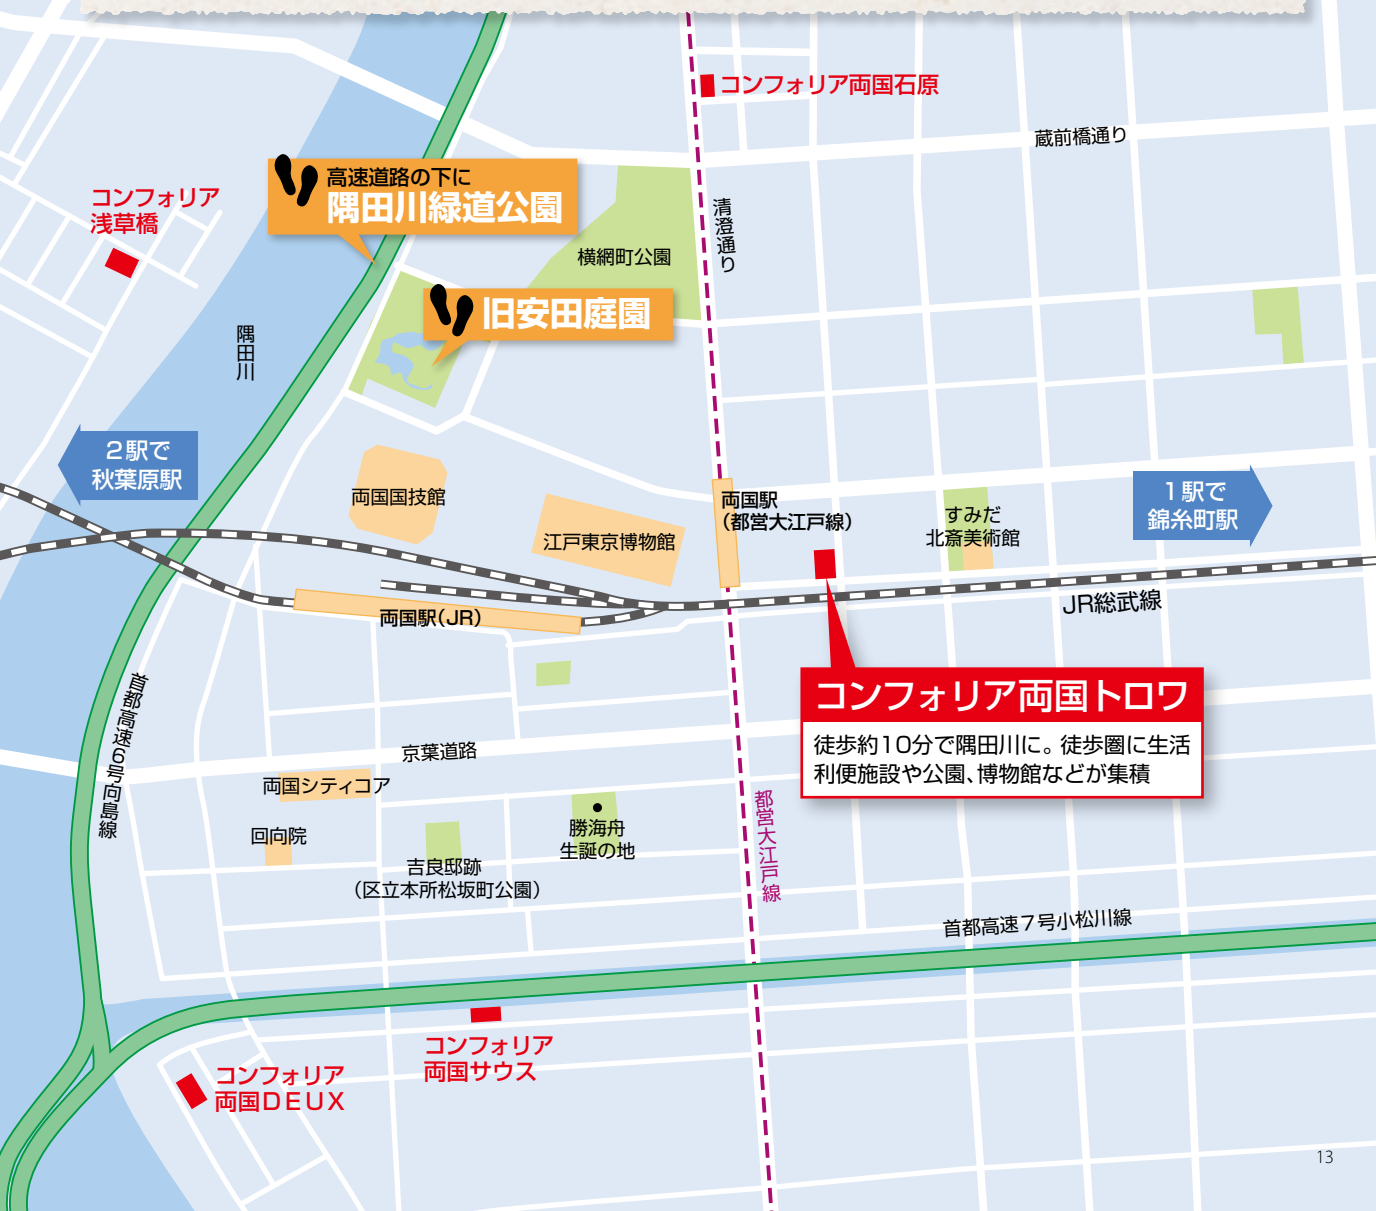 コンフォリア両国石原
蔵前橋通り
高速道路の下に
隅田川緑道公園
コンフォリア
浅草橋
清澄通り
横網町公園
旧安田庭園
隅田川
2駅で
秋葉原駅
両国国技館
江戸東京博物館
両国駅
(都営大江戸線)
すみだ
北斎美術館
1駅で
錦糸町駅
両国駅(JR)
JR総武線
コンフォリア両国トロワ
徒歩約10分で隅田川に。徒歩圏に生活
利便施設や公園、博物館などが集積
首都高速6号向島線
京葉道路
両国シティコア
回向院
勝海舟
生誕の地
吉良邸跡
(区立本所松坂町公園)
都営大江戸線
首都高速7号小松川線
コンフォリア
両国サウス
コンフォリア
両国DEUX
13